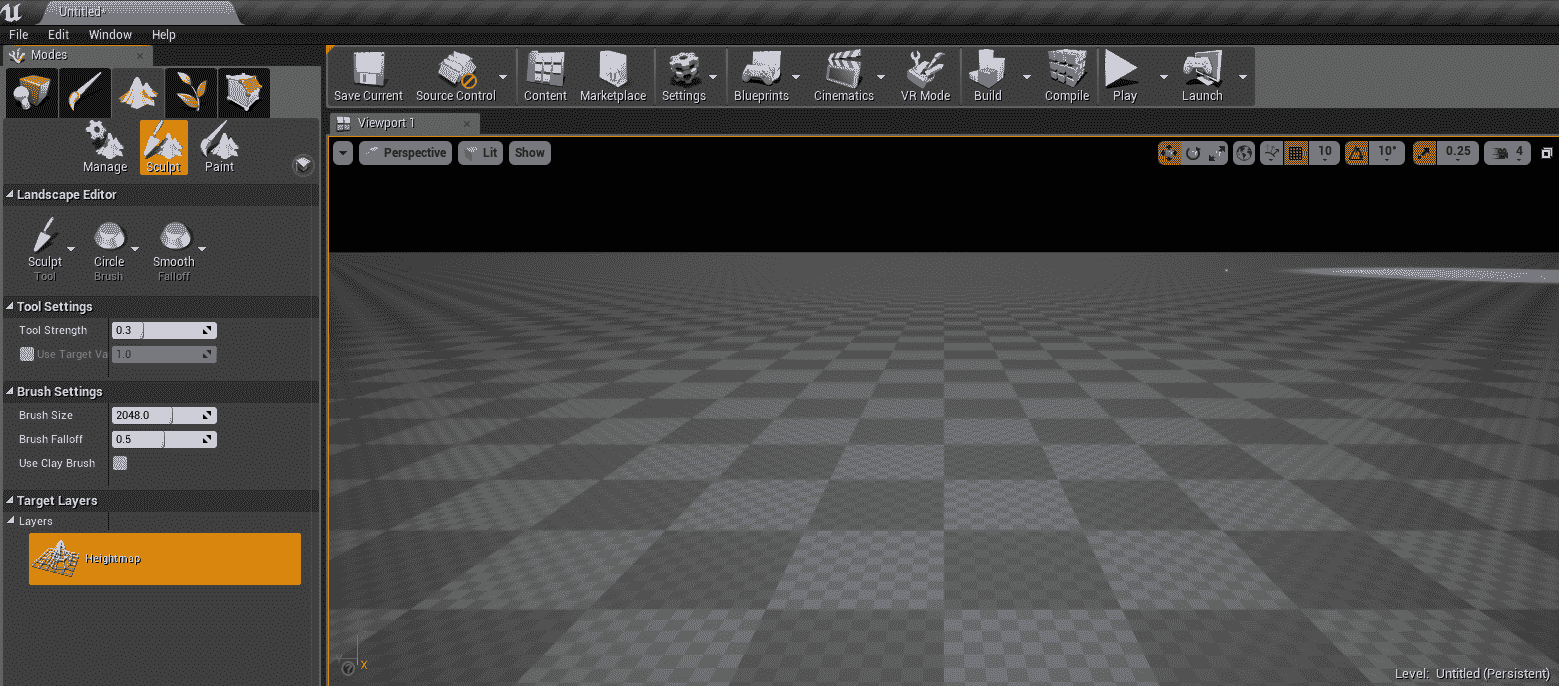 Untitled*
File Edit Window Help
Modes
Save Current Source Control Content Marketplace Settings Blueprints Cinematics VR Mode Build Compile Play Launch
Viewport 1
Manage Sculpt Paint
Perspective Lit Show 10 10° 0.25 4
Landscape Editor
Sculpt Circle Smooth
Tool Brush Falloff
Tool Settings
Tool Strength 0.3
Use Target Va 1.0
Brush Settings
Brush Size 2048.0
Brush Falloff 0.5
Use Clay Brush
Target Layers
Layers
Heightmap
X
Level: Untitled (Persistent)